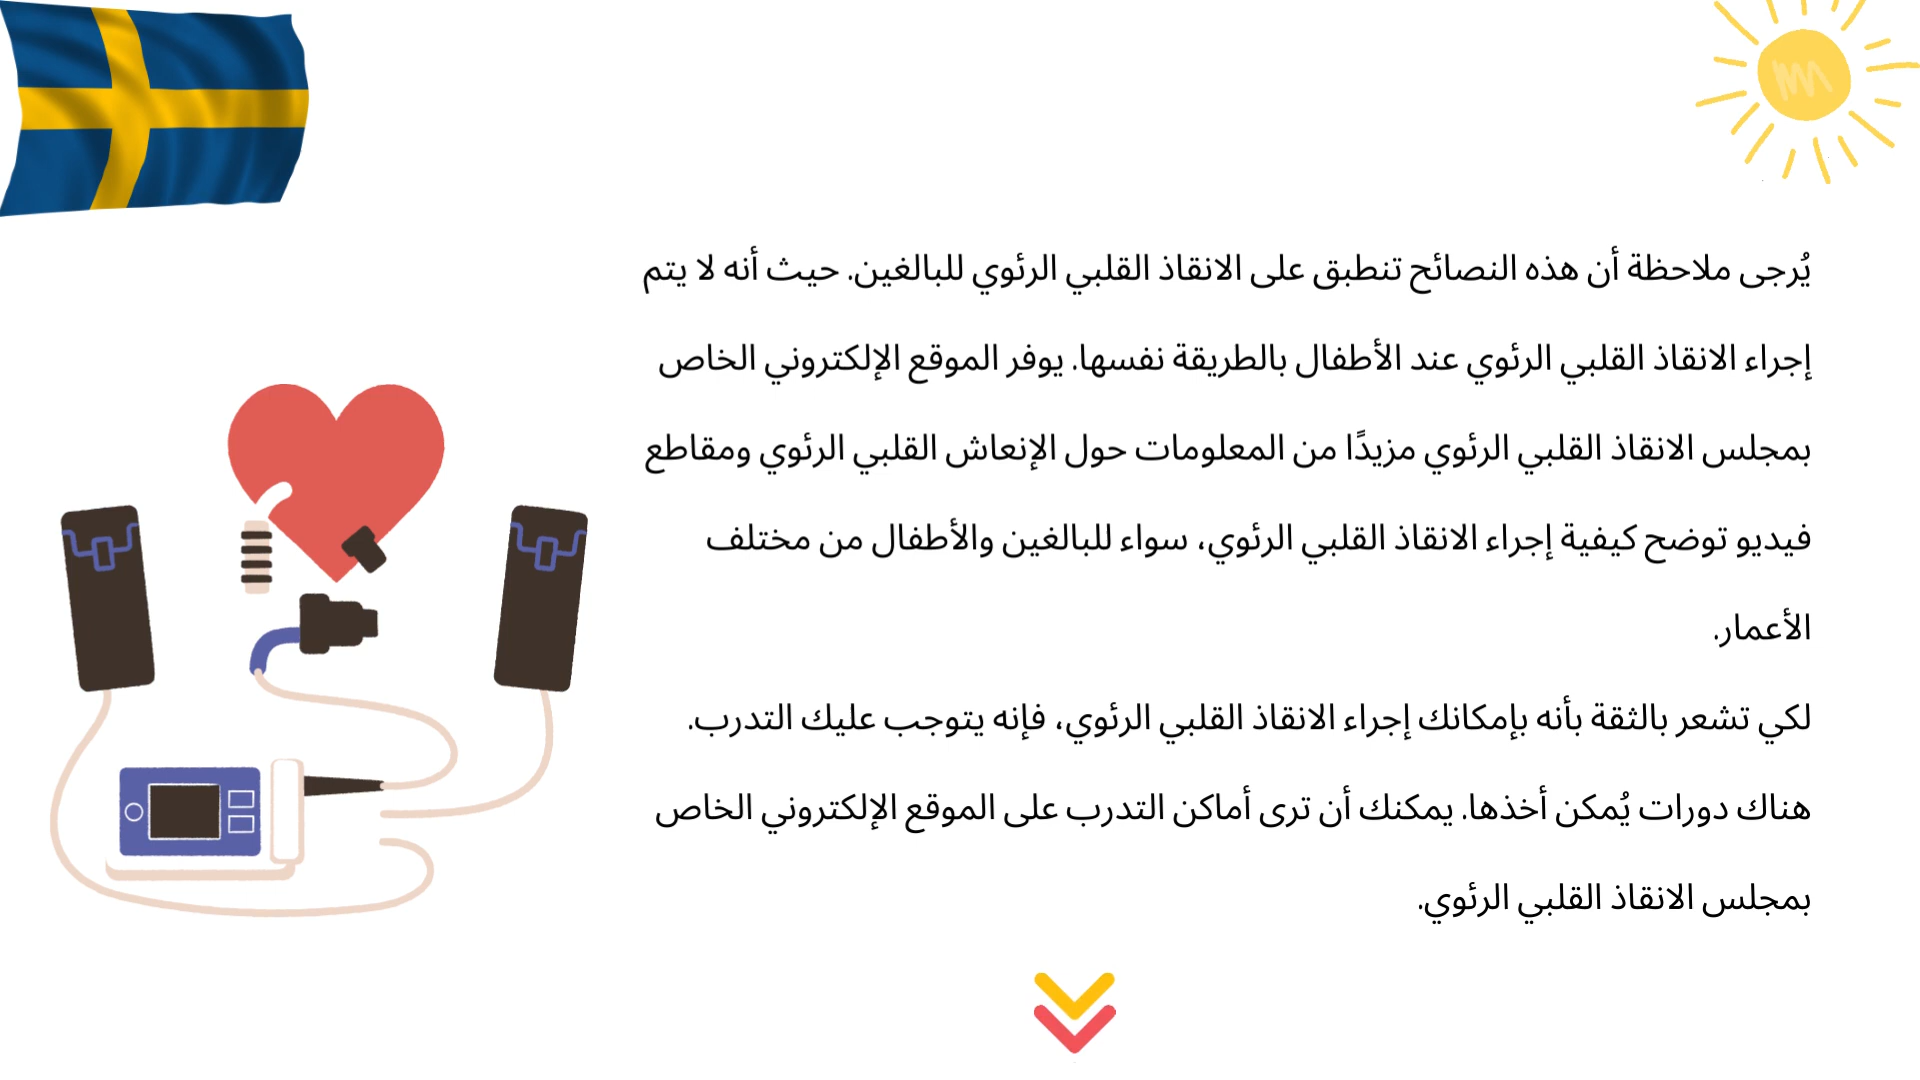 يُرجى ملاحظة أن هذه النصائح تنطبق على الانقاذ القلبي الرئوي للبالغين. حيث أنه لا يتم
إجراء الانقاذ القلبي الرئوي عند الأطفال بالطريقة نفسها. يوفر الموقع الإلكتروني الخاص
بمجلس الانقاذ القلبي الرئوي مزيدًا من المعلومات حول الإنعاش القلبي الرئوي ومقاطع
فيديو توضح كيفية إجراء الانقاذ القلبي الرئوي، سواء للبالغين والأطفال من مختلف
الأعمار.
لكي تشعر بالثقة بأنه بإمكانك إجراء الانقاذ القلبي الرئوي، فإنه يتوجب عليك التدرب.
هناك دورات يُمكن أخذها. يمكنك أن ترى أماكن التدرب على الموقع الإلكتروني الخاص
بمجلس الانقاذ القلبي الرئوي.